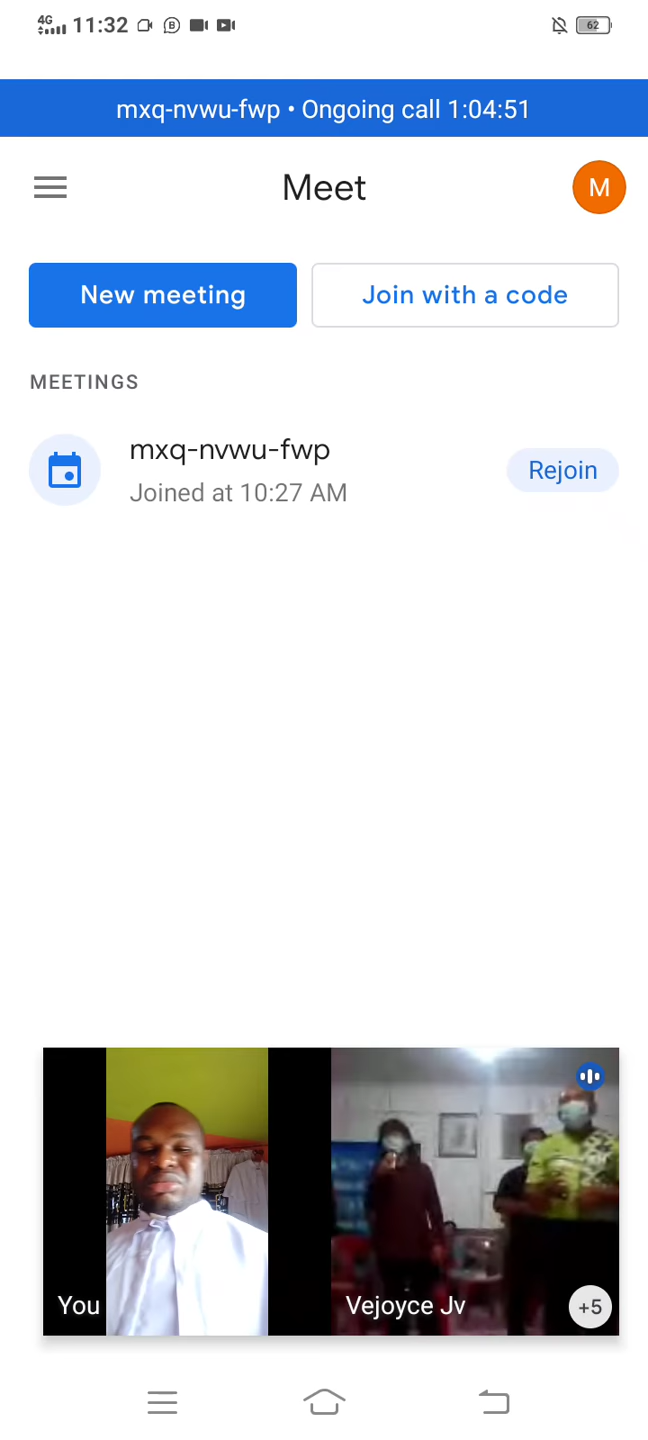 4G 11:32 B 62
mxq-nvwu-fwp • Ongoing call 1:04:51
Meet
M
New meeting
Join with a code
MEETINGS
mxq-nvwu-fwp
Joined at 10:27 AM
Rejoin
You
Vejoyce Jv
+5